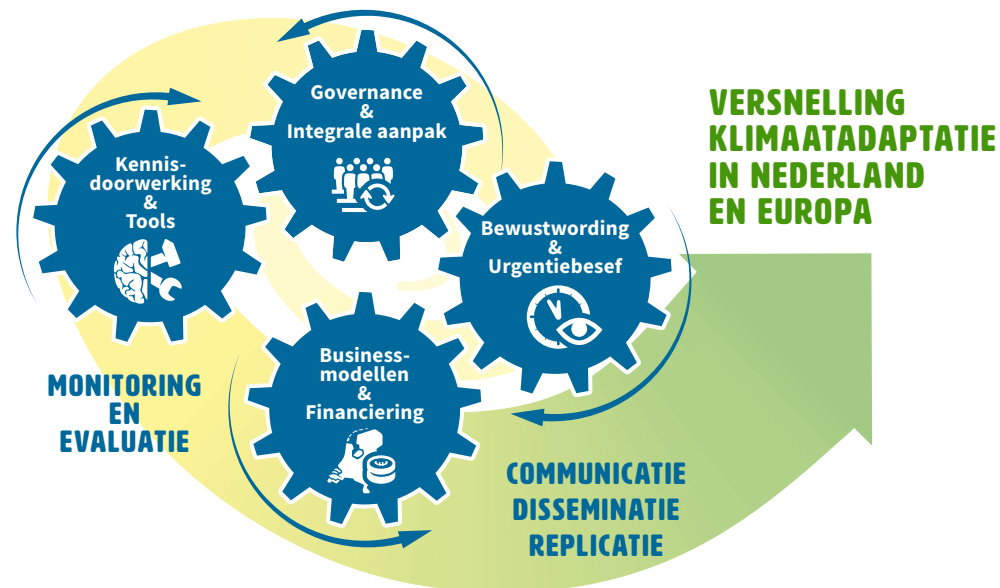 Governance
&
Integrale aanpak
Kennis-
doorwerking
&
Tools
Bewustwording
&
Urgentiebesef
Business-
modellen
&
Financiering
MONITORING
EN
EVALUATIE
COMMUNICATIE
DISSEMINATIE
REPLICATIE
VERSNELLING
KLIMAATADAPTATIE
IN NEDERLAND
EN EUROPA